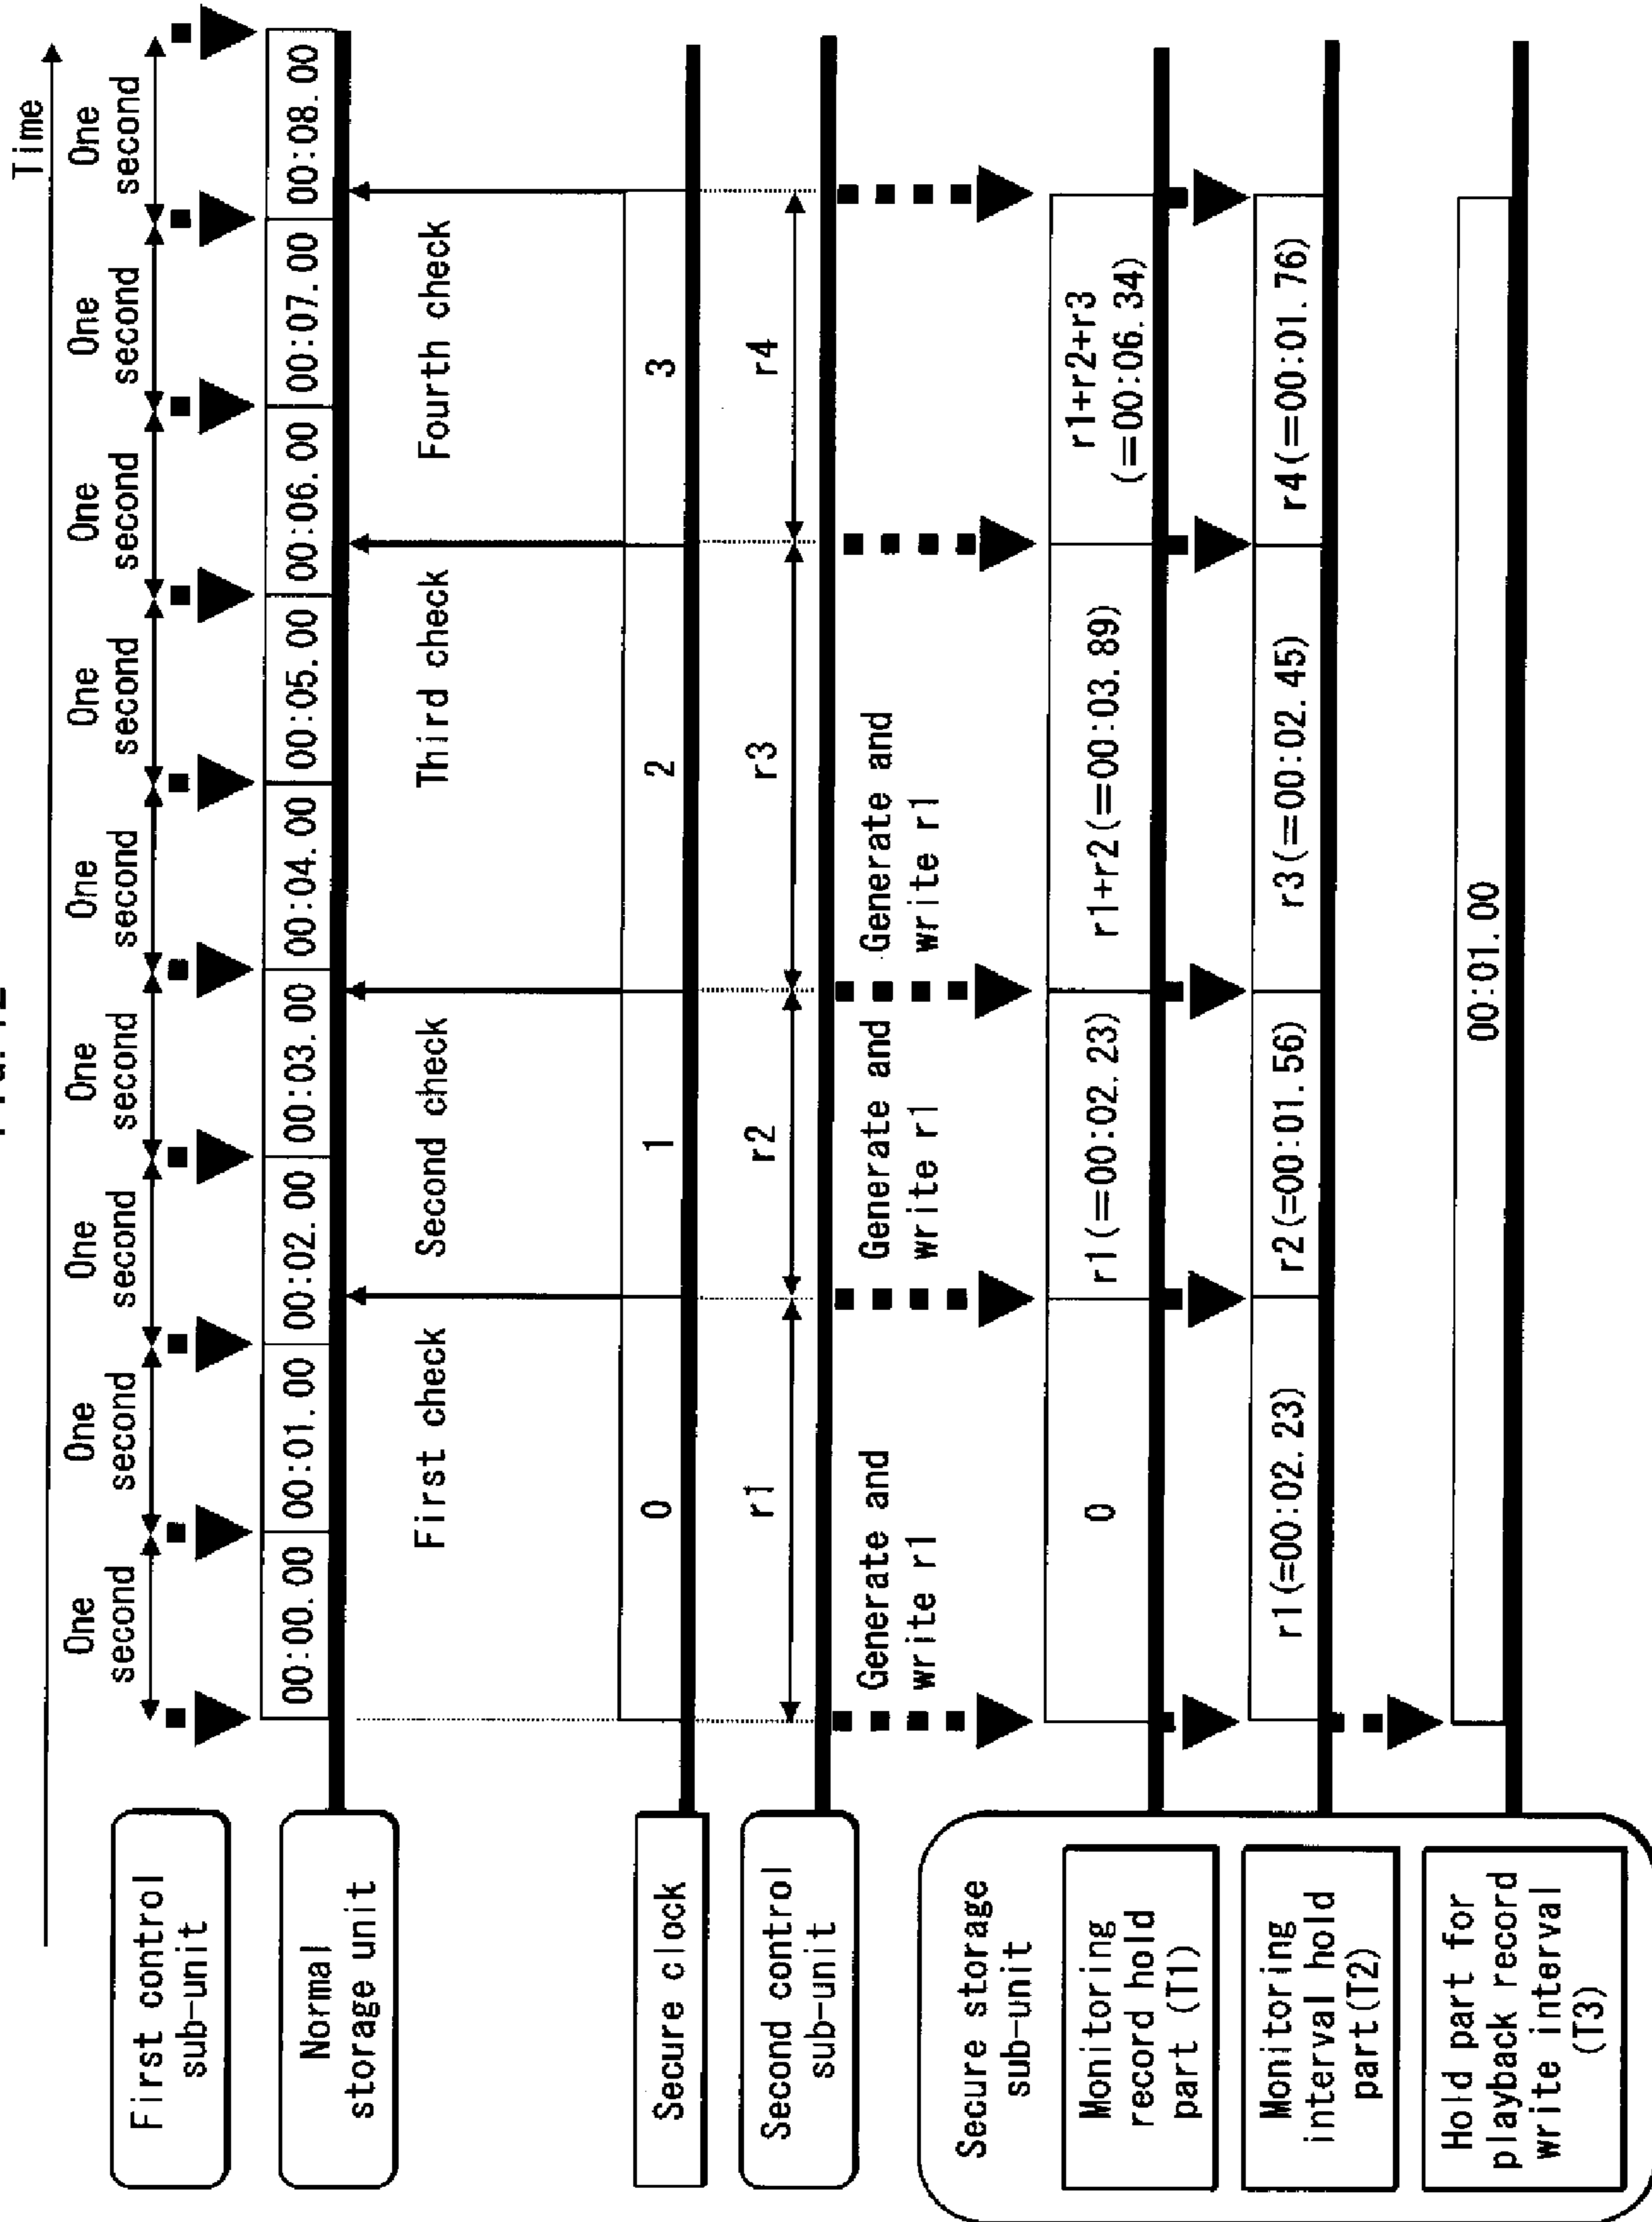 Time
One
second
One
second
One
second
One
second
One
second
One
second
One
second
One
second
One
second
First control
sub-unit
Normal
storage unit
00:00.00
00:01.00
00:02.00
00:03.00
00:04.00
00:05.00
00:06.00
00:07.00
00:08.00
First check
Second check
Third check
Fourth check
Secure clock
0
1
2
3
Second control
sub-unit
r1
r2
r3
r4
Generate and
write r1
Generate and
write r1
Generate and
write r1
Secure storage
sub-unit
Monitoring
record hold
part (T1)
0
r1(=00:02.23)
r1+r2(=00:03.89)
r1+r2+r3
(=00:06.34)
Monitoring
interval hold
part(T2)
r1(=00:02.23)
r2(=00:01.56)
r3(=00:02.45)
r4(=00:01.76)
Hold part for
playback record
write interval
(T3)
00:01.00